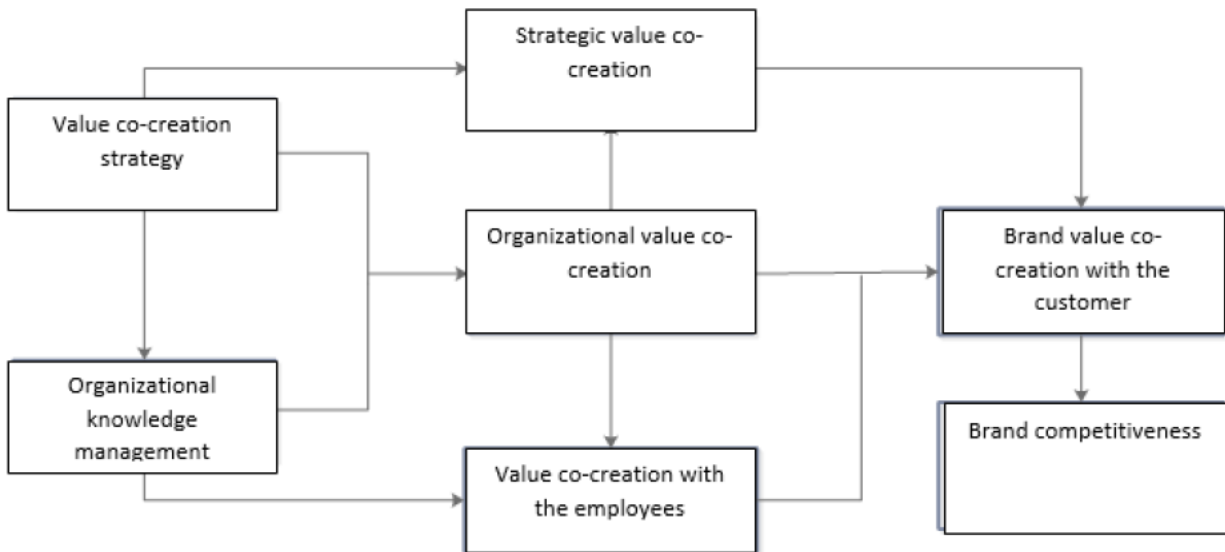 Strategic value co-
creation
Value co-creation
strategy
Organizational value co-
creation
Brand value co-
creation with the
customer
Organizational
knowledge
management
Brand competitiveness
Value co-creation with
the employees